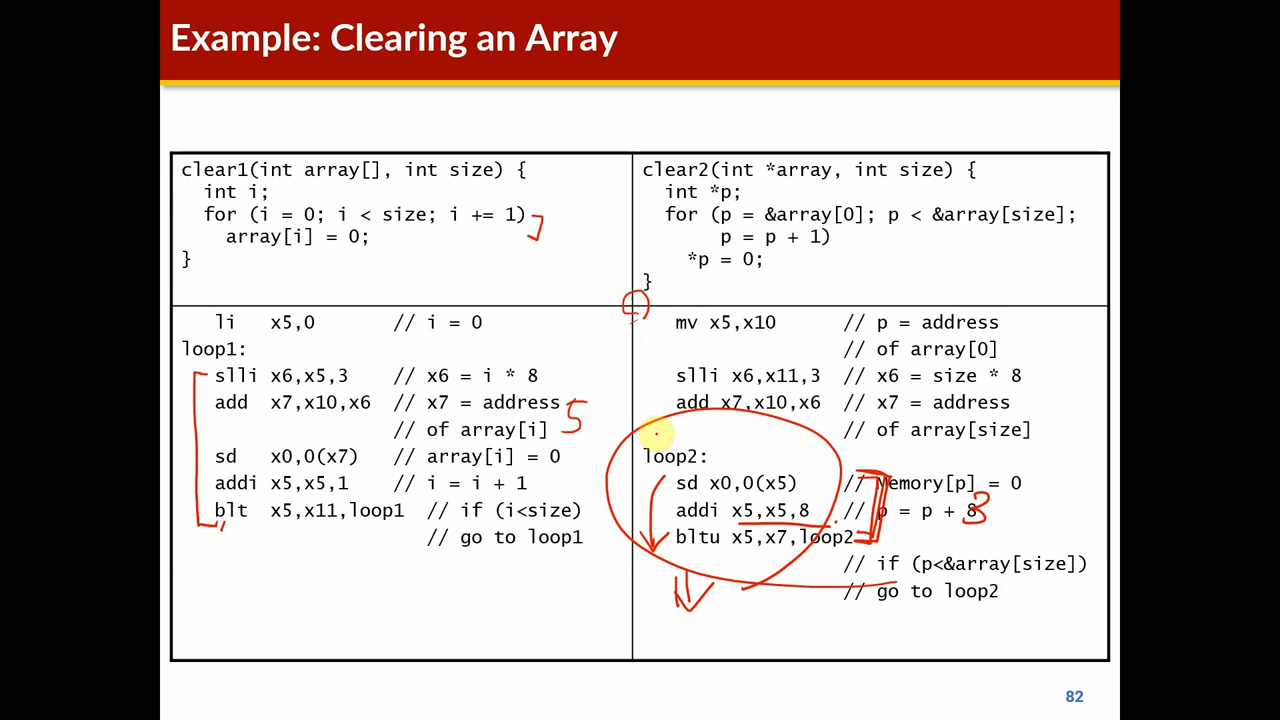 Example: Clearing an Array
clear1(int array[], int size) {
int i;
for (i = 0; i < size; i += 1)
array[i] = 0;
}
clear2(int *array, int size) {
int *p;
for (p = &array[0]; p < &array[size];
p = p + 1)
*p = 0;
}
li x5,0 // i = 0
loop1:
slli x6,x5,3 // x6 = i * 8
add x7,x10,x6 // x7 = address
// of array[i]
5
sd x0,0(x7) // array[i] = 0
addi x5,x5,1 // i = i + 1
blt x5,x11,loop1 // if (i<size)
// go to loop1
mv x5,x10 // p = address
// of array[0]
slli x6,x11,3 // x6 = size * 8
add x7,x10,x6 // x7 = address
// of array[size]
loop2:
sd x0,0(x5) // Memory[p] = 0
addi x5,x5,8 // p = p + 8
3
bltu x5,x7,loop2
// if (p<&array[size])
// go to loop2
82